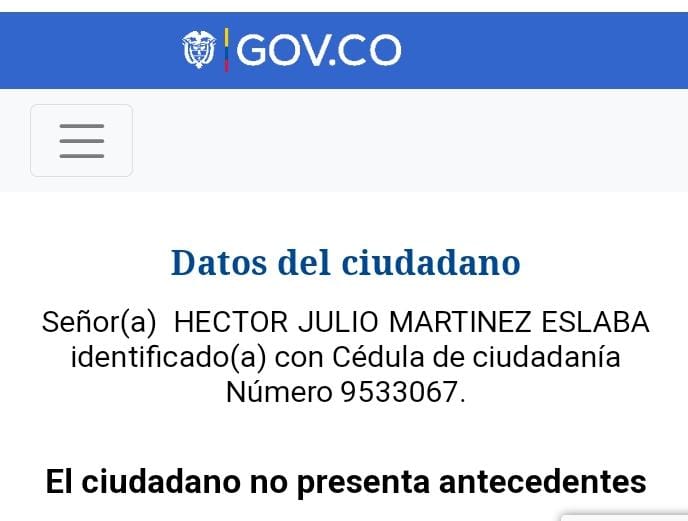 GOV.CO
Datos del ciudadano
Señor(a) HECTOR JULIO MARTINEZ ESLABA
identificado(a) con Cédula de ciudadanía
Número 9533067.
El ciudadano no presenta antecedentes